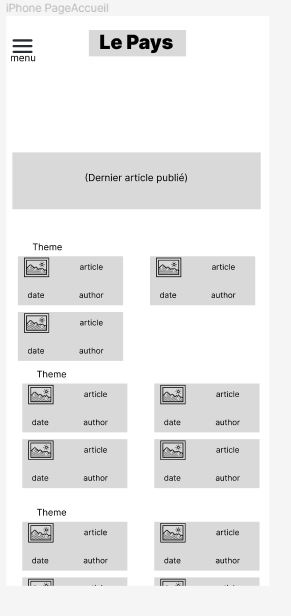 iPhone PageAccueil
Le Pays
menu
(Dernier article publié)
Theme
article article
date author date author
article
date author
Theme
article article
date author date author
article article
date author date author
Theme
article article
date author date author
article article